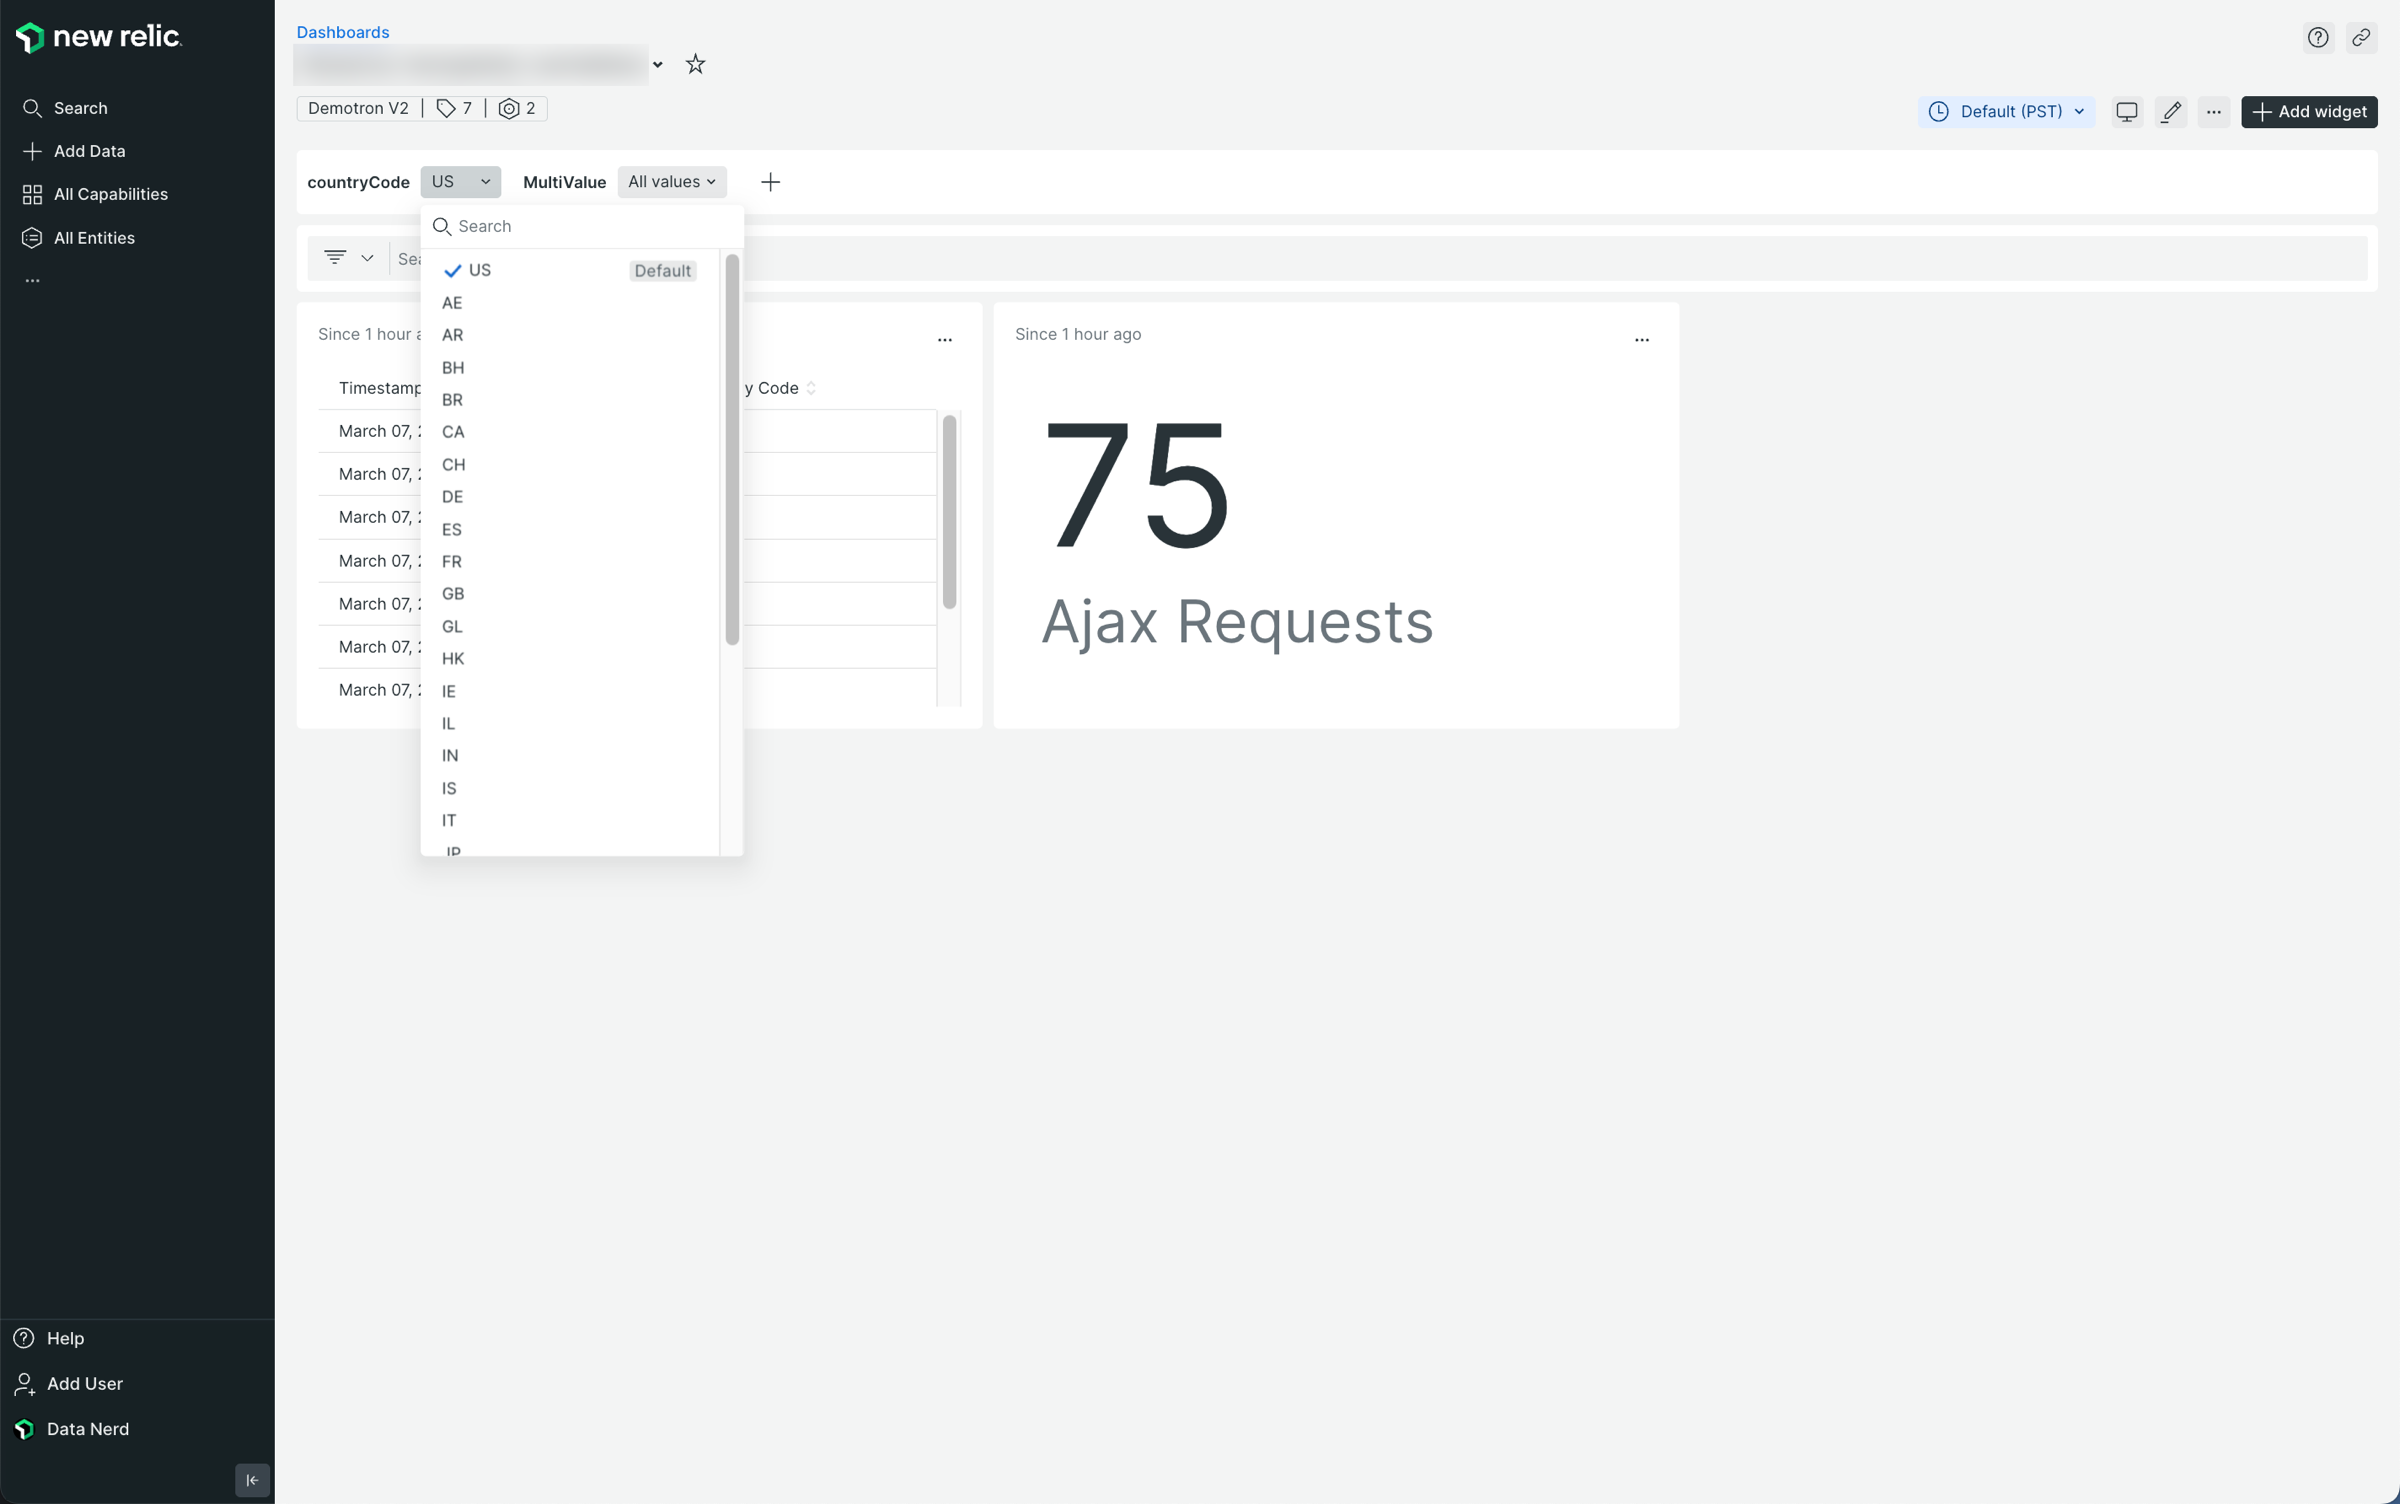 new relic.
Search
Add Data
All Capabilities
All Entities
...
Help
Add User
Data Nerd
Dashboards
Demotron V2 | 7 | 2
Default (PST)
...
Add widget
countryCode US MultiValue All values
Search
US Default
AE
AR
BH
BR
CA
CH
DE
ES
FR
GB
GL
HK
IE
IL
IN
IS
IT
JP
Sea
Since 1 hour a
...
Timestamp y Code
March 07, 2
March 07, 2
March 07, 2
March 07, 2
March 07, 2
March 07, 2
March 07, 2
Since 1 hour ago
...
75
Ajax Requests